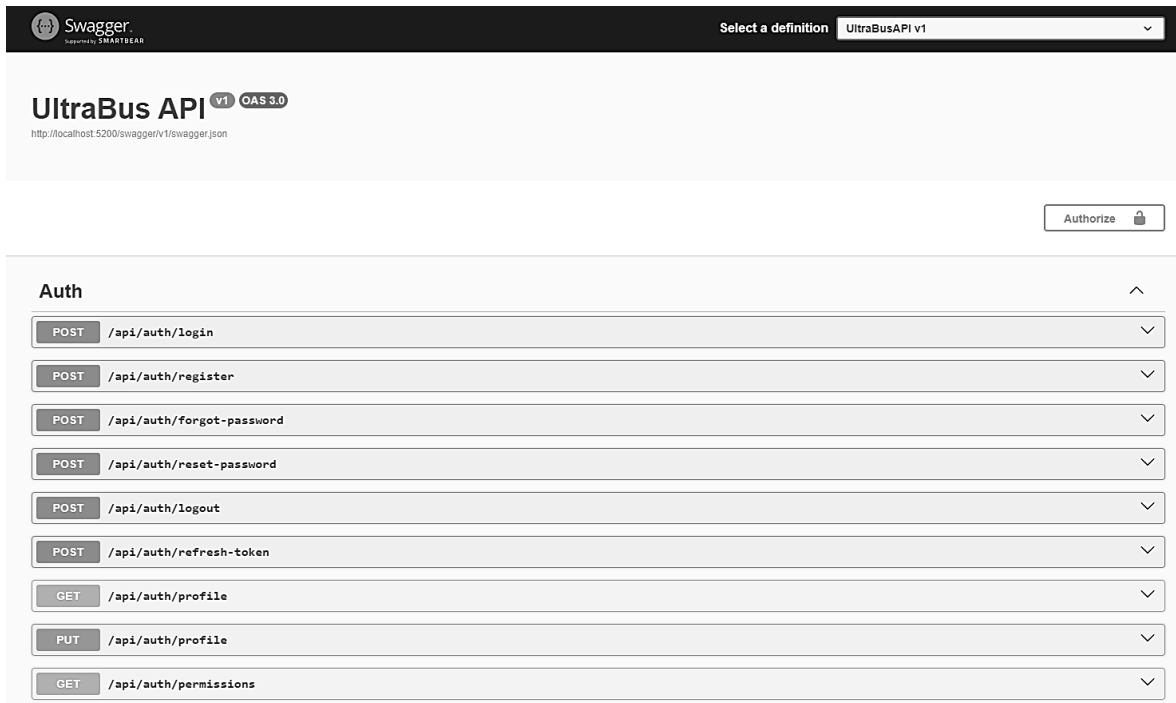 Swagger.
Supported by SMARTBEAR
Select a definition
UltraBusAPI v1
UltraBus API v1 OAS 3.0
http://localhost:5200/swagger/v1/swagger.json
Authorize
Auth
POST /api/auth/login
POST /api/auth/register
POST /api/auth/forgot-password
POST /api/auth/reset-password
POST /api/auth/logout
POST /api/auth/refresh-token
GET /api/auth/profile
PUT /api/auth/profile
GET /api/auth/permissions